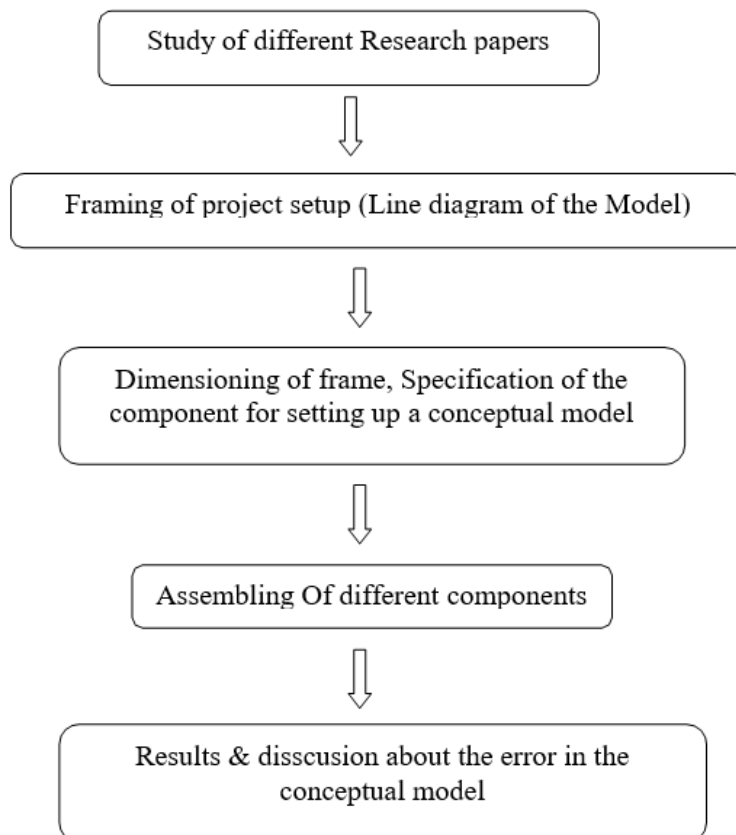 Study of different Research papers
Framing of project setup (Line diagram of the Model)
Dimensioning of frame, Specification of the
component for setting up a conceptual model
Assembling Of different components
Results & disscusion about the error in the
conceptual model